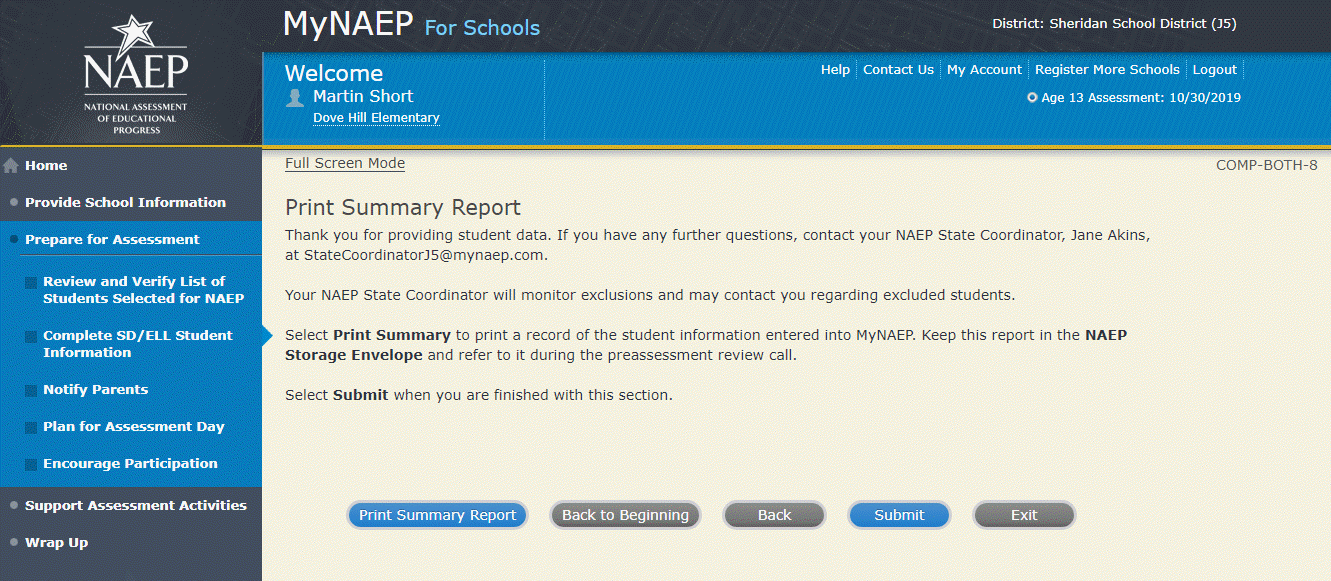 NAEP
NATIONAL ASSESSMENT
OF EDUCATIONAL
PROGRESS
MyNAEP For Schools
District: Sheridan School District (J5)
Welcome
Martin Short
Dove Hill Elementary
Help Contact Us My Account Register More Schools Logout
Age 13 Assessment: 10/30/2019
Home
Provide School Information
Prepare for Assessment
Review and Verify List of
Students Selected for NAEP
Complete SD/ELL Student
Information
Notify Parents
Plan for Assessment Day
Encourage Participation
Support Assessment Activities
Wrap Up
Full Screen Mode
COMP-BOTH-8
Print Summary Report
Thank you for providing student data. If you have any further questions, contact your NAEP State Coordinator, Jane Akins,
at StateCoordinatorJ5@mynaep.com.
Your NAEP State Coordinator will monitor exclusions and may contact you regarding excluded students.
Select Print Summary to print a record of the student information entered into MyNAEP. Keep this report in the NAEP
Storage Envelope and refer to it during the preassessment review call.
Select Submit when you are finished with this section.
Print Summary Report Back to Beginning Back Submit Exit